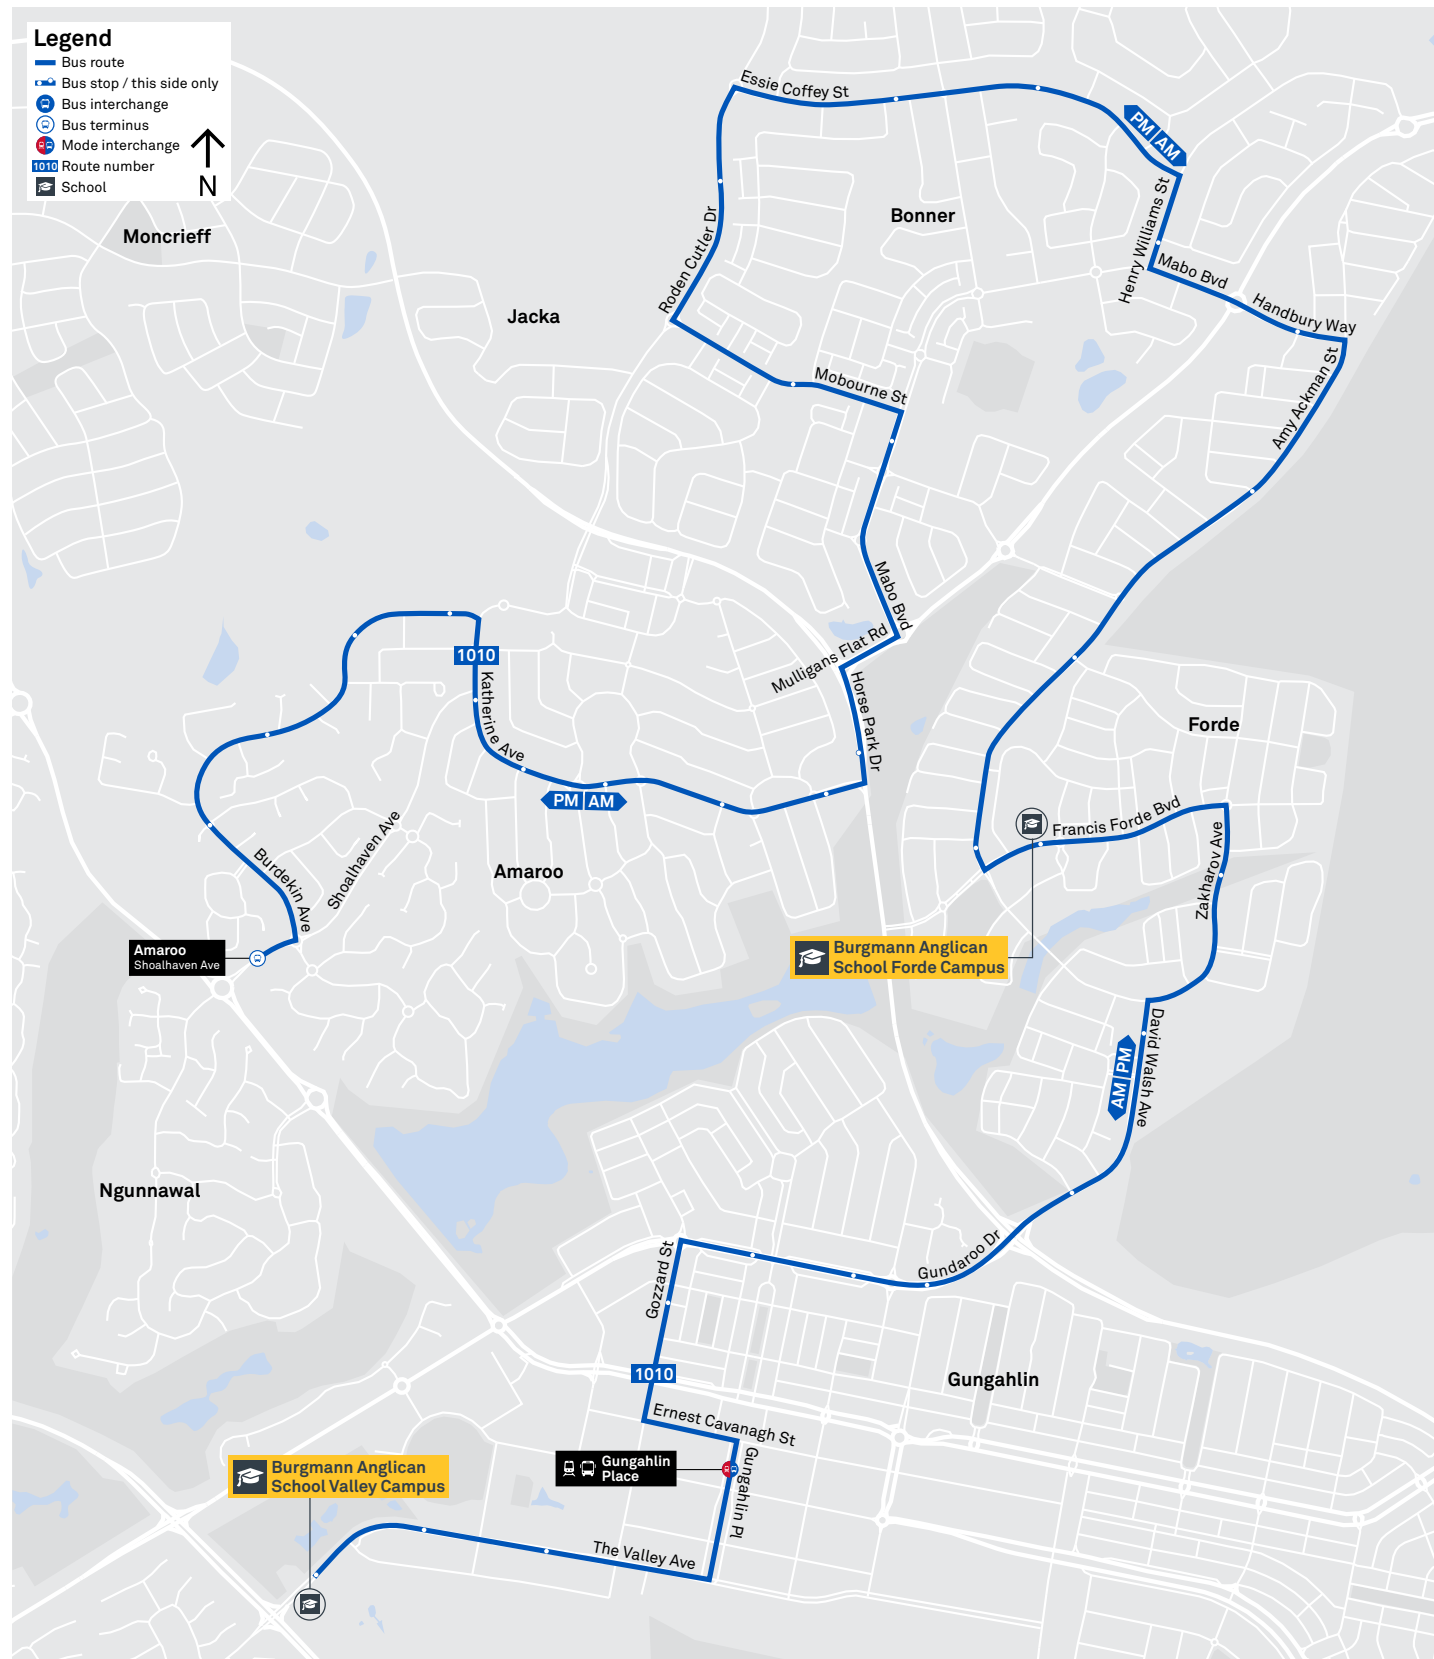 Legend
Bus route
Bus stop / this side only
Bus interchange
Bus terminus
Mode interchange
1010 Route number
School
N
Essie Coffey St
PM AM
Henry Williams St
Bonner
Moncrieff
Roden Cutler Dr
Mabo Bvd
Handbury Way
Jacka
Amy Ackman St
Mobourne St
Mabo Bvd
Mulligans Flat Rd
1010
Katherine Ave
Horse Park Dr
Forde
PM AM
Francis Forde Bvd
Zakharov Ave
Shoalhaven Ave
Burdekin Ave
Amaroo
Amaroo
Shoalhaven Ave
Burgmann Anglican
School Forde Campus
David Walsh Ave
AM PM
Ngunnawal
Gundaroo Dr
Gozzard St
1010
Gungahlin
Ernest Cavanagh St
Gungahlin
Place
Gungahlin Pl
Burgmann Anglican
School Valley Campus
The Valley Ave